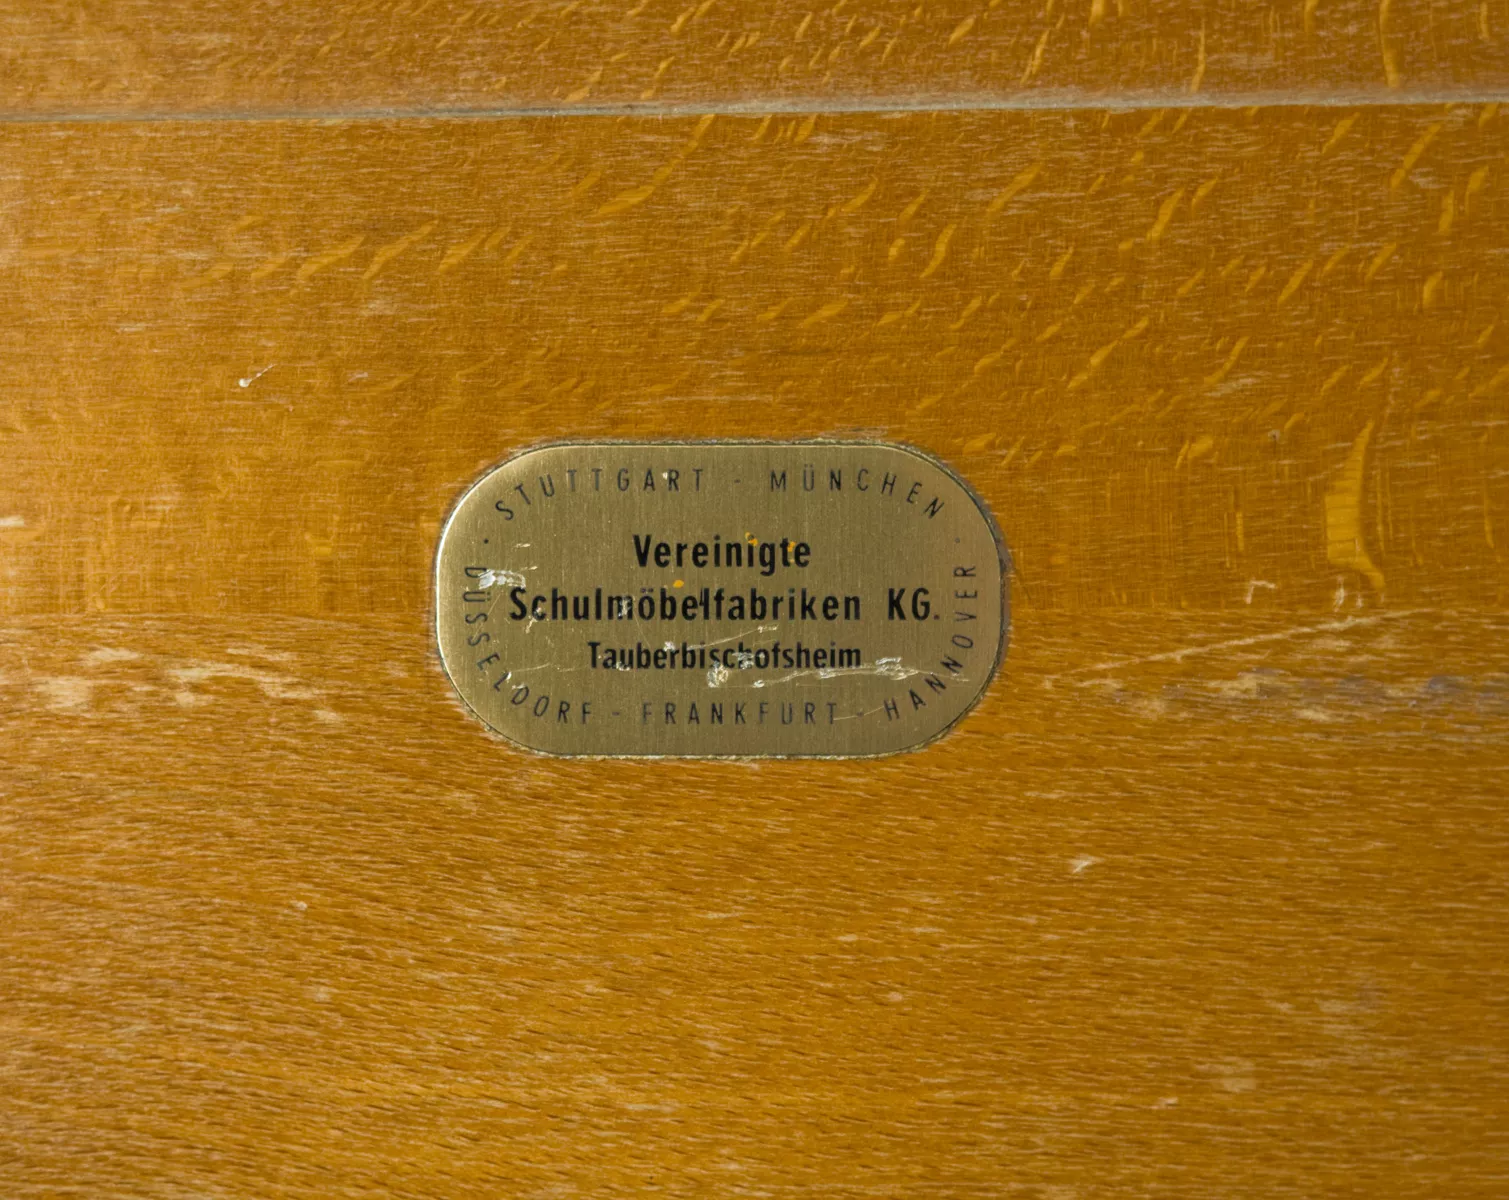 STUTTGART - MÜNCHEN
Vereinigte
Schulmöbelfabriken KG.
Tauberbischofsheim
· DÜSSELDORF - FRANKFURT - HANNOVER ·